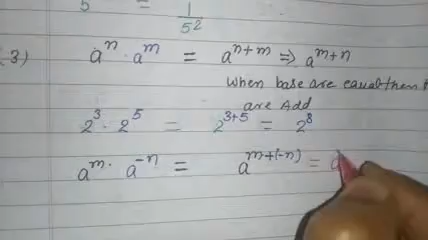 5 = 1/5²
3) aⁿ · aᵐ = aⁿ⁺ᵐ ⇒ aᵐ⁺ⁿ
When base are equal then
are Add
2³ · 2⁵ = 2³⁺⁵ = 2⁸
aᵐ · a⁻ⁿ = aᵐ⁺⁽⁻ⁿ⁾ = a